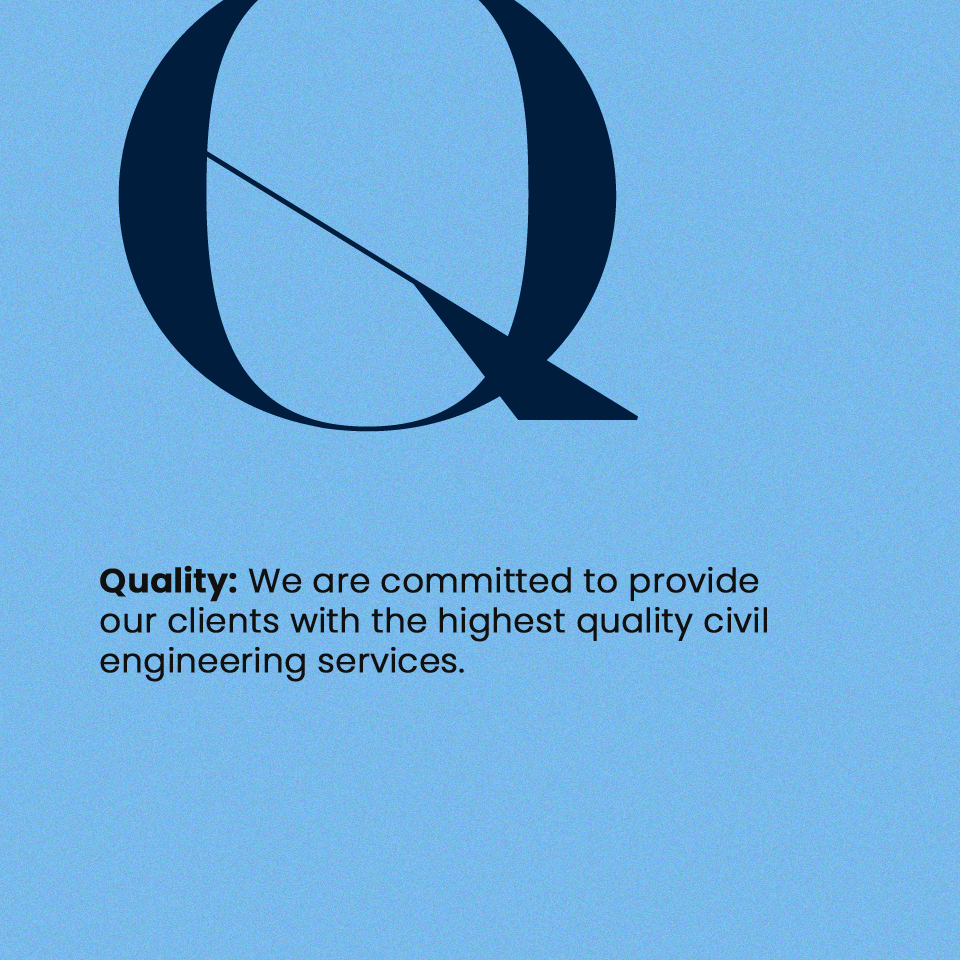 Q
Quality: We are committed to provide
our clients with the highest quality civil
engineering services.